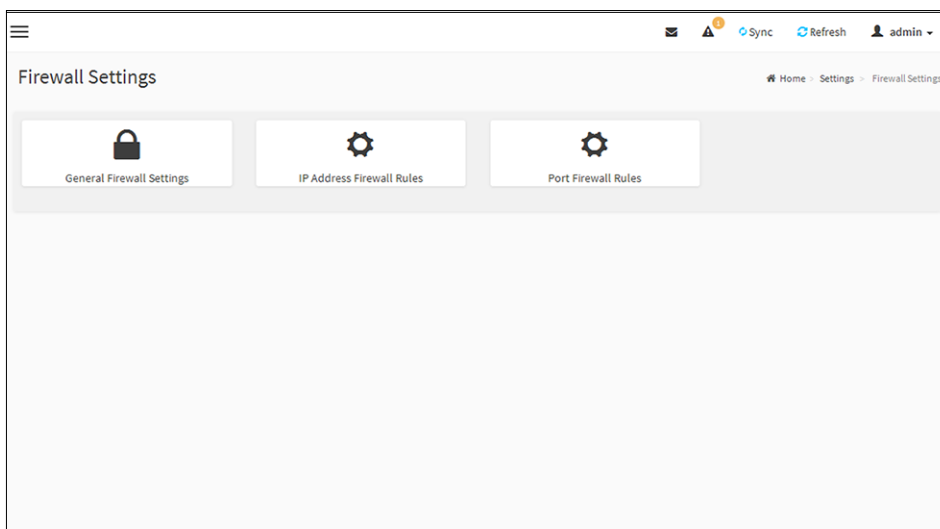 1
Sync Refresh admin
Firewall Settings
Home > Settings > Firewall Settings
General Firewall Settings
IP Address Firewall Rules
Port Firewall Rules